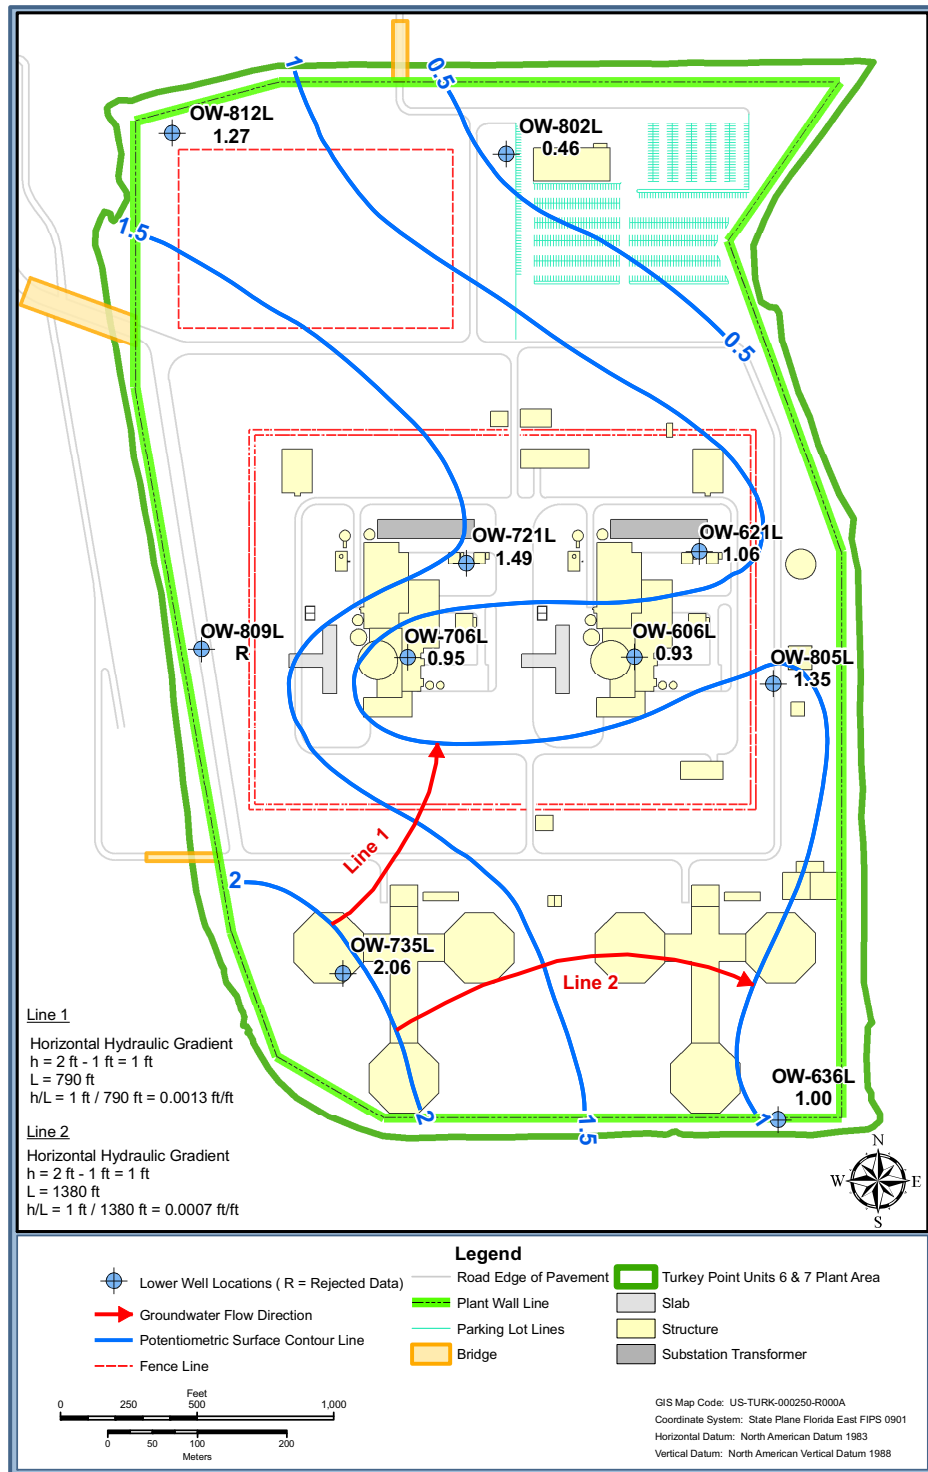 1
0.5
OW-812L
1.27
OW-802L
0.46
1.5
0.5
OW-721L
1.49
OW-621L
1.06
OW-809L
R
OW-706L
0.95
OW-606L
0.93
OW-805L
1.35
Line 1
2
OW-735L
2.06
Line 2
Line 1
Horizontal Hydraulic Gradient
h = 2 ft - 1 ft = 1 ft
L = 790 ft
h/L = 1 ft / 790 ft = 0.0013 ft/ft
Line 2
Horizontal Hydraulic Gradient
h = 2 ft - 1 ft = 1 ft
L = 1380 ft
h/L = 1 ft / 1380 ft = 0.0007 ft/ft
OW-636L
1.00
2
1.5
1
N
W
E
S
Legend
Lower Well Locations ( R = Rejected Data)
Groundwater Flow Direction
Potentiometric Surface Contour Line
Fence Line
Road Edge of Pavement
Plant Wall Line
Parking Lot Lines
Bridge
Turkey Point Units 6 & 7 Plant Area
Slab
Structure
Substation Transformer
Feet
0 250 500 1,000
0 50 100 200
Meters
GIS Map Code: US-TURK-000250-R000A
Coordinate System: State Plane Florida East FIPS 0901
Horizontal Datum: North American Datum 1983
Vertical Datum: North American Vertical Datum 1988